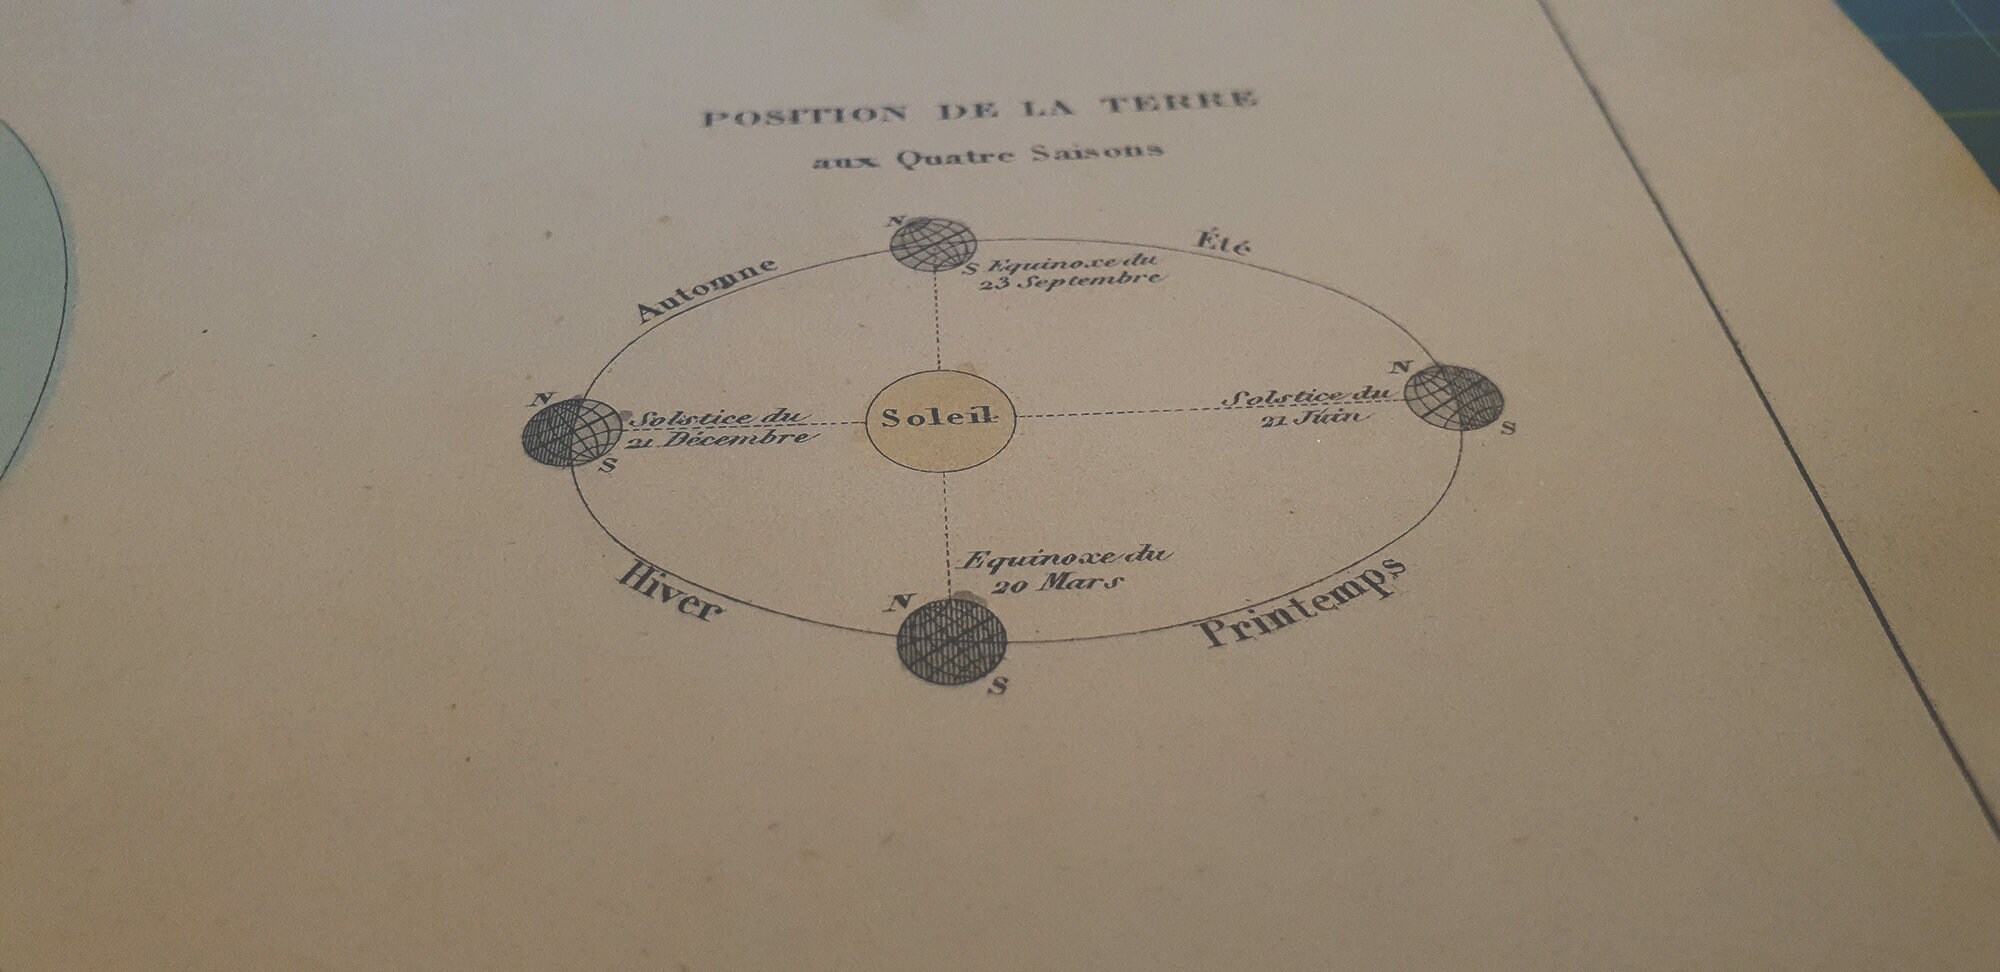 POSITION DE LA TERRE
aux Quatre Saisons
N
S
Equinoxe du
23 Septembre
Été
Automne
N
S
Solstice du
21 Décembre
Soleil
Solstice du
21 Juin
N
S
Hiver
Equinoxe du
20 Mars
N
S
Printemps